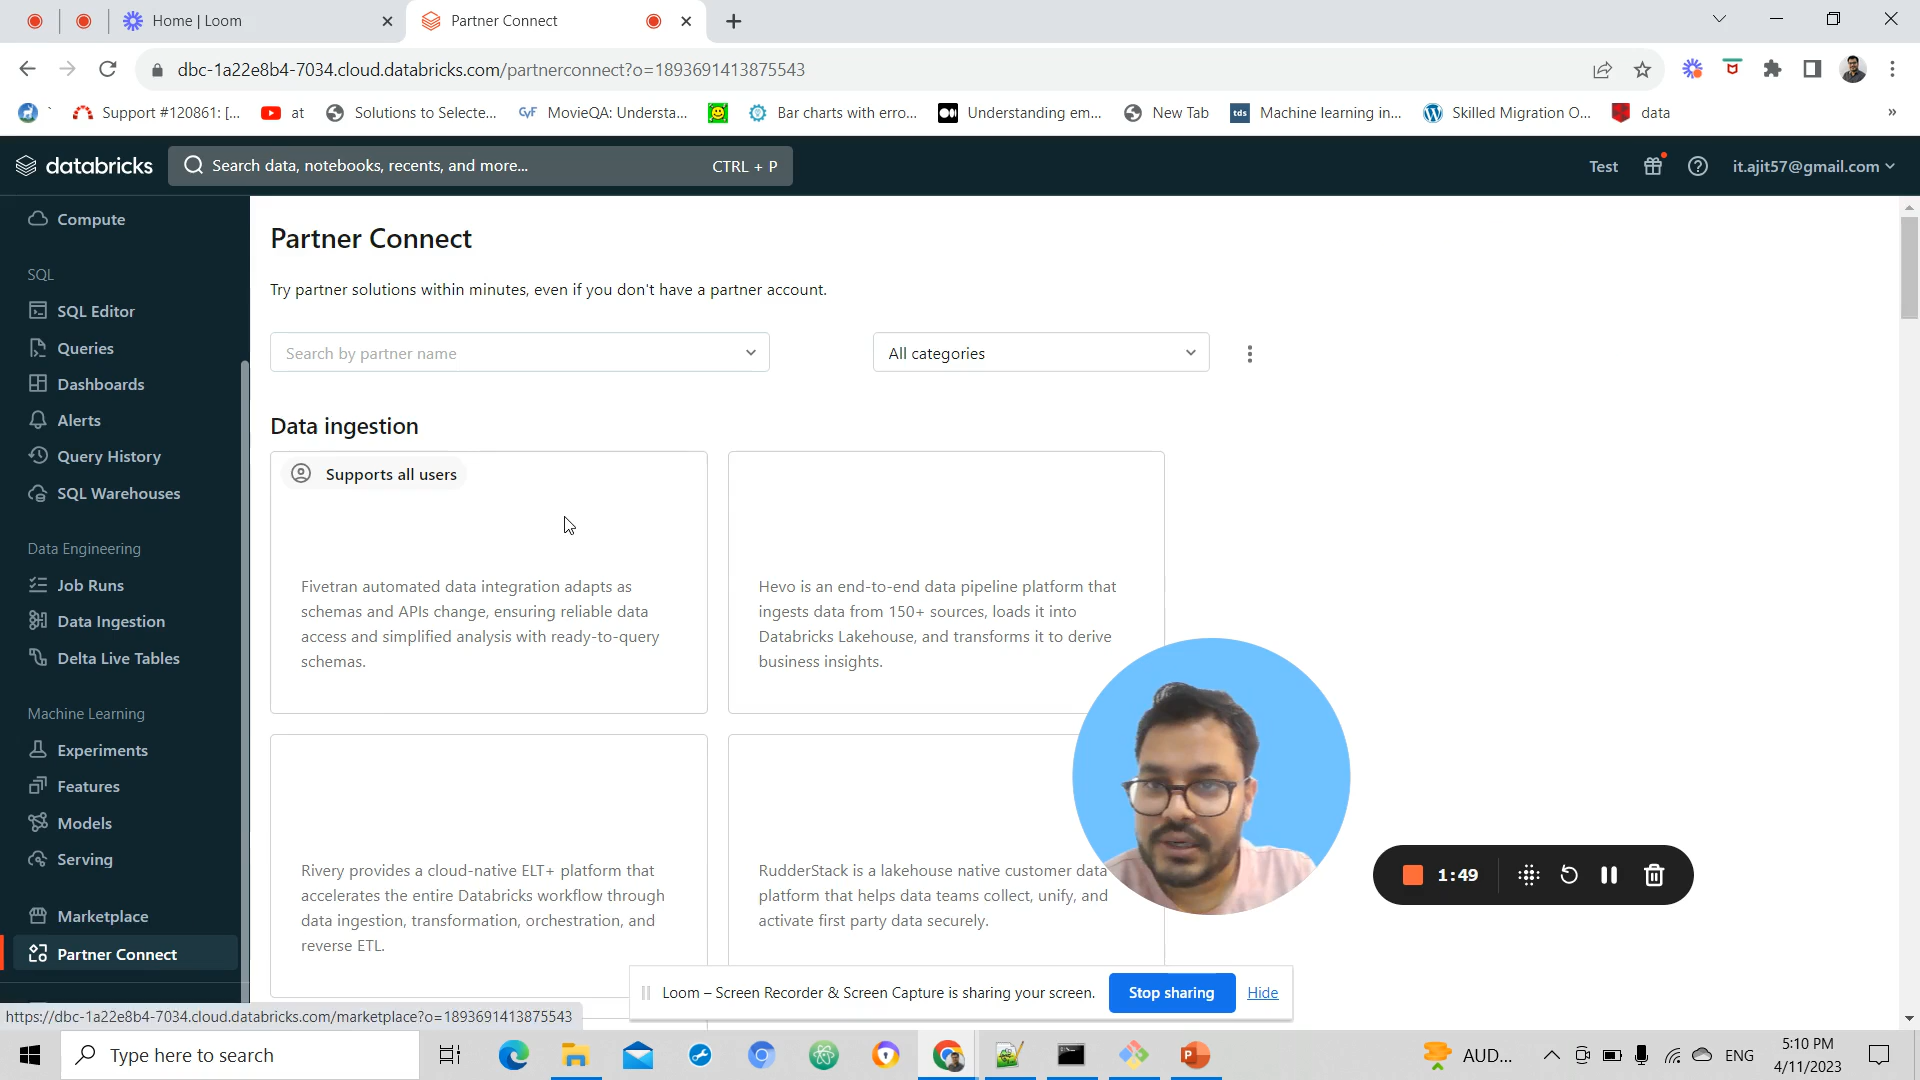 Home | Loom
Partner Connect
dbc-1a22e8b4-7034.cloud.databricks.com/partnerconnect?o=1893691413875543
Support #120861: [...
at
Solutions to Selecte...
GYF MovieQA: Understa...
Bar charts with erro...
Understanding em...
New Tab
tds Machine learning in...
Skilled Migration O...
data
»
databricks
Search data, notebooks, recents, and more...
CTRL + P
Test
it.ajit57@gmail.com
Compute
SQL
SQL Editor
Queries
Dashboards
Alerts
Query History
SQL Warehouses
Data Engineering
Job Runs
Data Ingestion
Delta Live Tables
Machine Learning
Experiments
Features
Models
Serving
Marketplace
Partner Connect
Partner Connect
Try partner solutions within minutes, even if you don't have a partner account.
Search by partner name
All categories
Data ingestion
Supports all users
Fivetran automated data integration adapts as
schemas and APIs change, ensuring reliable data
access and simplified analysis with ready-to-query
schemas.
Hevo is an end-to-end data pipeline platform that
ingests data from 150+ sources, loads it into
Databricks Lakehouse, and transforms it to derive
business insights.
Rivery provides a cloud-native ELT+ platform that
accelerates the entire Databricks workflow through
data ingestion, transformation, orchestration, and
reverse ETL.
RudderStack is a lakehouse native customer data
platform that helps data teams collect, unify, and
activate first party data securely.
1:49
Loom – Screen Recorder & Screen Capture is sharing your screen.
Stop sharing
Hide
https://dbc-1a22e8b4-7034.cloud.databricks.com/marketplace?o=1893691413875543
Type here to search
AUD...
ENG
5:10 PM
4/11/2023